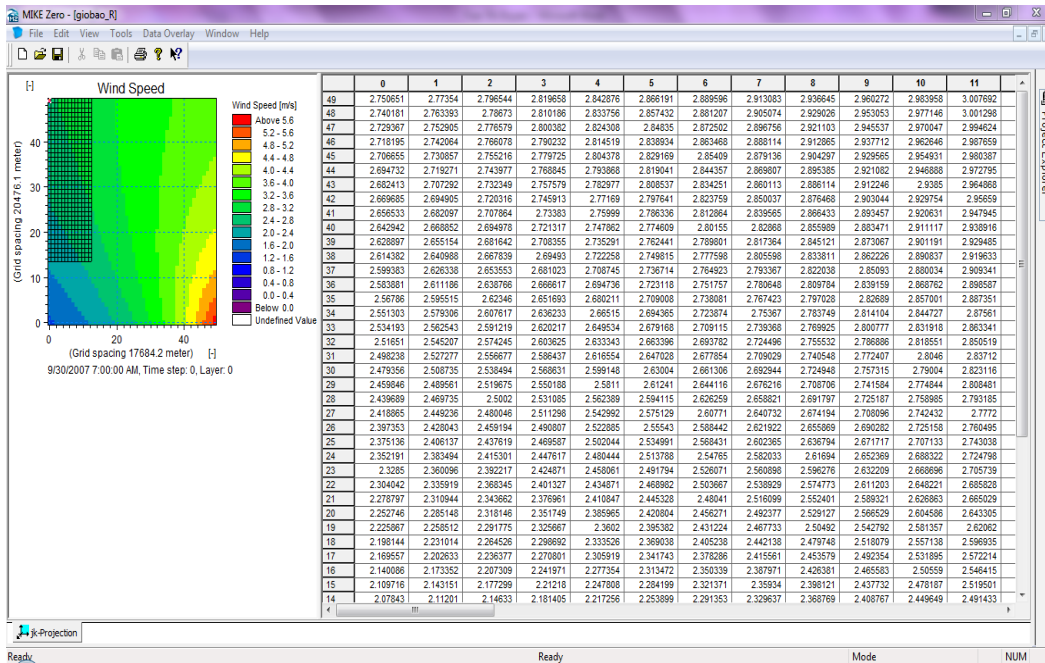 MIKE Zero - [giobao_R]
File Edit View Tools Data Overlay Window Help
[-] Wind Speed
Wind Speed [m/s]
Above 5.6
5.2 - 5.6
4.8 - 5.2
4.4 - 4.8
4.0 - 4.4
3.6 - 4.0
3.2 - 3.6
2.8 - 3.2
2.4 - 2.8
2.0 - 2.4
1.6 - 2.0
1.2 - 1.6
0.8 - 1.2
0.4 - 0.8
0.0 - 0.4
Below 0.0
Undefined Value
(Grid spacing 20476.1 meter)
40
30
20
10
0
0 20 40
(Grid spacing 17684.2 meter) [-]
9/30/2007 7:00:00 AM, Time step: 0, Layer: 0
0 1 2 3 4 5 6 7 8 9 10 11
49 2.750651 2.77354 2.796544 2.819658 2.842876 2.866191 2.889596 2.913083 2.936645 2.960272 2.983958 3.007692
48 2.740181 2.763393 2.78673 2.810186 2.833756 2.857432 2.881207 2.905074 2.929026 2.953053 2.977146 3.001298
47 2.729367 2.752905 2.776579 2.800382 2.824308 2.84835 2.872502 2.896756 2.921103 2.945537 2.970047 2.994624
46 2.718195 2.742064 2.766078 2.790232 2.814519 2.838934 2.863468 2.888114 2.912865 2.937712 2.962646 2.987659
45 2.706655 2.730857 2.755216 2.779725 2.804378 2.829169 2.85409 2.879136 2.904297 2.929565 2.954931 2.980387
44 2.694732 2.719271 2.743977 2.768845 2.793868 2.819041 2.844357 2.869807 2.895385 2.921082 2.946888 2.972795
43 2.682413 2.707292 2.732349 2.757579 2.782977 2.808537 2.834251 2.860113 2.886114 2.912246 2.9385 2.964868
42 2.669685 2.694905 2.720316 2.745913 2.77169 2.797641 2.823759 2.850037 2.876468 2.903044 2.929754 2.95659
41 2.656533 2.682097 2.707864 2.73383 2.75999 2.786336 2.812864 2.839565 2.866433 2.893457 2.920631 2.947945
40 2.642942 2.668852 2.694978 2.721317 2.747862 2.774609 2.80155 2.82868 2.855989 2.883471 2.911117 2.938916
39 2.628897 2.655154 2.681642 2.708355 2.735291 2.762441 2.789801 2.817364 2.845121 2.873067 2.901191 2.929485
38 2.614382 2.640988 2.667839 2.69493 2.722258 2.749815 2.777598 2.805598 2.833811 2.862226 2.890837 2.919633
37 2.599383 2.626338 2.653553 2.681023 2.708745 2.736714 2.764923 2.793367 2.822038 2.85093 2.880034 2.909341
36 2.583881 2.611186 2.638766 2.666617 2.694736 2.723118 2.751757 2.780648 2.809784 2.839159 2.868762 2.898587
35 2.56786 2.595515 2.62346 2.651693 2.680211 2.709008 2.738081 2.767423 2.797028 2.82689 2.857001 2.887351
34 2.551303 2.579306 2.607617 2.636233 2.66515 2.694365 2.723874 2.75367 2.783749 2.814104 2.844727 2.87561
33 2.534193 2.562543 2.591219 2.620217 2.649534 2.679168 2.709115 2.739368 2.769925 2.800777 2.831918 2.863341
32 2.51651 2.545207 2.574245 2.603625 2.633343 2.663396 2.693782 2.724496 2.755532 2.786886 2.818551 2.850519
31 2.498238 2.527277 2.556677 2.586437 2.616554 2.647028 2.677854 2.709029 2.740548 2.772407 2.8046 2.83712
30 2.479356 2.508735 2.538494 2.568631 2.599148 2.63004 2.661306 2.692944 2.724948 2.757315 2.79004 2.823116
29 2.459846 2.489561 2.519675 2.550188 2.5811 2.61241 2.644116 2.676216 2.708706 2.741584 2.774844 2.808481
28 2.439689 2.469735 2.5002 2.531085 2.562389 2.594115 2.626259 2.658821 2.691797 2.725187 2.758985 2.793185
27 2.418865 2.449236 2.480046 2.511298 2.542992 2.575129 2.60771 2.640732 2.674194 2.708096 2.742432 2.7772
26 2.397353 2.428043 2.459194 2.490807 2.522885 2.55543 2.588442 2.621922 2.655869 2.690282 2.725158 2.760495
25 2.375136 2.406137 2.437619 2.469587 2.502044 2.534991 2.568431 2.602365 2.636794 2.671717 2.707133 2.743038
24 2.352191 2.383494 2.415301 2.447617 2.480444 2.513788 2.54765 2.582033 2.61694 2.652369 2.688322 2.724798
23 2.3285 2.360096 2.392217 2.424871 2.458061 2.491794 2.526071 2.560898 2.596276 2.632209 2.668696 2.705739
22 2.304042 2.335919 2.368345 2.401327 2.434871 2.468982 2.503667 2.538929 2.574773 2.611203 2.648221 2.685828
21 2.278797 2.310944 2.343662 2.376961 2.410847 2.445328 2.48041 2.516099 2.552401 2.589321 2.626863 2.665029
20 2.252746 2.285148 2.318146 2.351749 2.385965 2.420804 2.456271 2.492377 2.529127 2.566529 2.604586 2.643305
19 2.225867 2.258512 2.291775 2.325667 2.3602 2.395382 2.431224 2.467733 2.50492 2.542792 2.581357 2.62062
18 2.198144 2.231014 2.264526 2.298692 2.333526 2.369038 2.405238 2.442138 2.479748 2.518079 2.557138 2.596935
17 2.169557 2.202633 2.236377 2.270801 2.305919 2.341743 2.378286 2.415561 2.453579 2.492354 2.531895 2.572214
16 2.140086 2.173352 2.207309 2.241971 2.277354 2.313472 2.350339 2.387971 2.426381 2.465583 2.50559 2.546415
15 2.109716 2.143151 2.177299 2.21218 2.247808 2.284199 2.321371 2.35934 2.398121 2.437732 2.478187 2.519501
14 2.07843 2.11201 2.14633 2.181405 2.217256 2.253899 2.291353 2.329637 2.368769 2.408767 2.449649 2.491433
Project Explorer
jk-Projection
Ready Ready Mode NUM